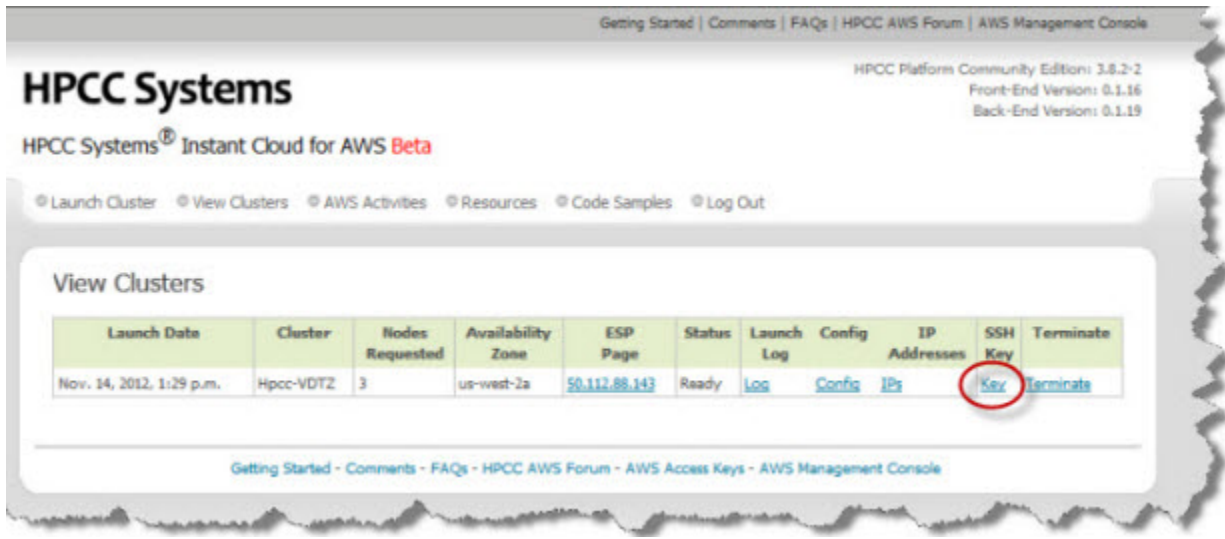 Getting Started | Comments | FAQs | HPCC AWS Forum | AWS Management Console
HPCC Systems
HPCC Platform Community Edition: 3.8.2-2
Front-End Version: 0.1.16
Back-End Version: 0.1.19
HPCC Systems® Instant Cloud for AWS Beta
Launch Cluster View Clusters AWS Activities Resources Code Samples Log Out
View Clusters
Launch Date Cluster Nodes Requested Availability Zone ESP Page Status Launch Log Config IP Addresses SSH Key Terminate
Nov. 14, 2012, 1:29 p.m. Hpcc-VDTZ 3 us-west-2a 50.112.88.143 Ready Log Config IPs Key Terminate
Getting Started - Comments - FAQs - HPCC AWS Forum - AWS Access Keys - AWS Management Console